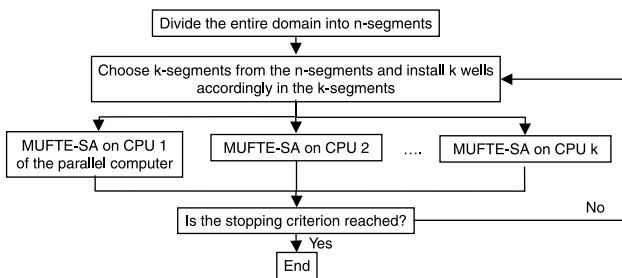 Divide the entire domain into n-segments
Choose k-segments from the n-segments and install k wells
accordingly in the k-segments
MUFTE-SA on CPU 1
of the parallel computer
MUFTE-SA on CPU 2
....
MUFTE-SA on CPU k
Is the stopping criterion reached?
No
Yes
End